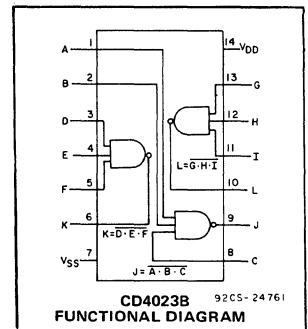 A 1 14 VDD
B 2 13 G
D 3 12 H
E 4 11 I
L=G·H·I
F 5 10 L
K 6 9 J
K=D·E·F
VSS 7 8 C
J=A·B·C
CD4023B 92CS-24761
FUNCTIONAL DIAGRAM